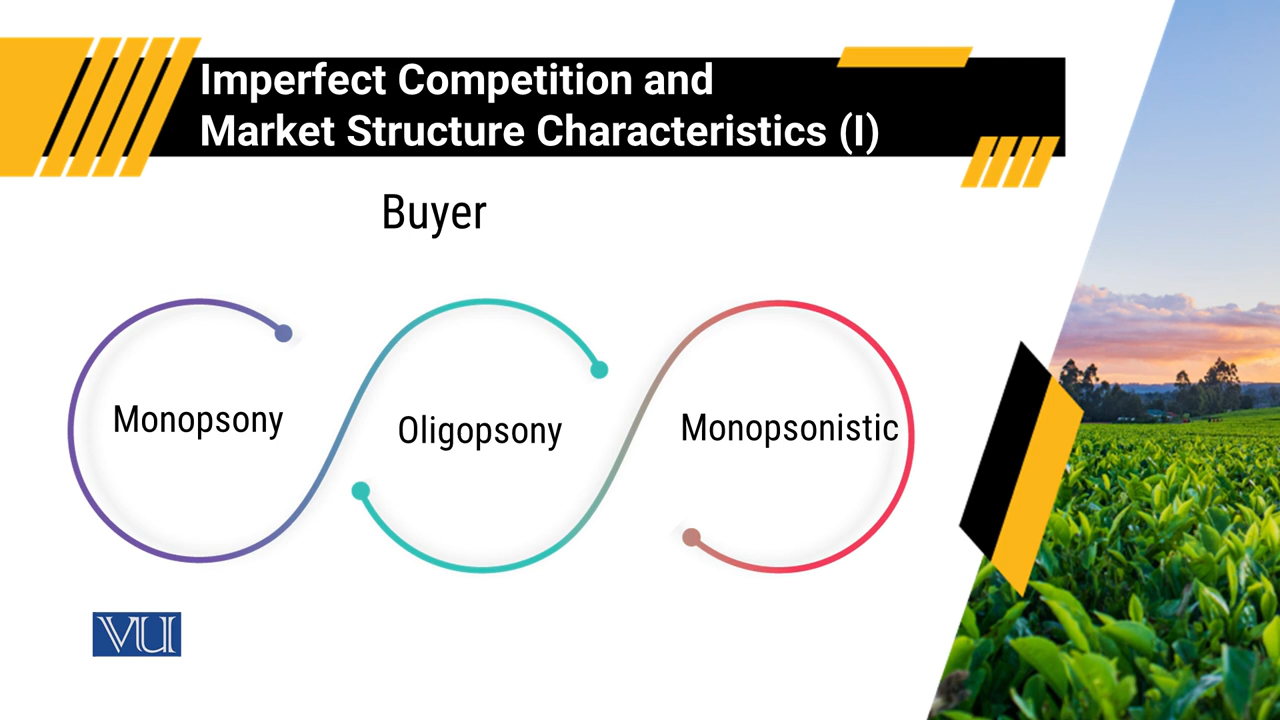 Imperfect Competition and
Market Structure Characteristics (I)
Buyer
Monopsony
Oligopsony
Monopsonistic
VU